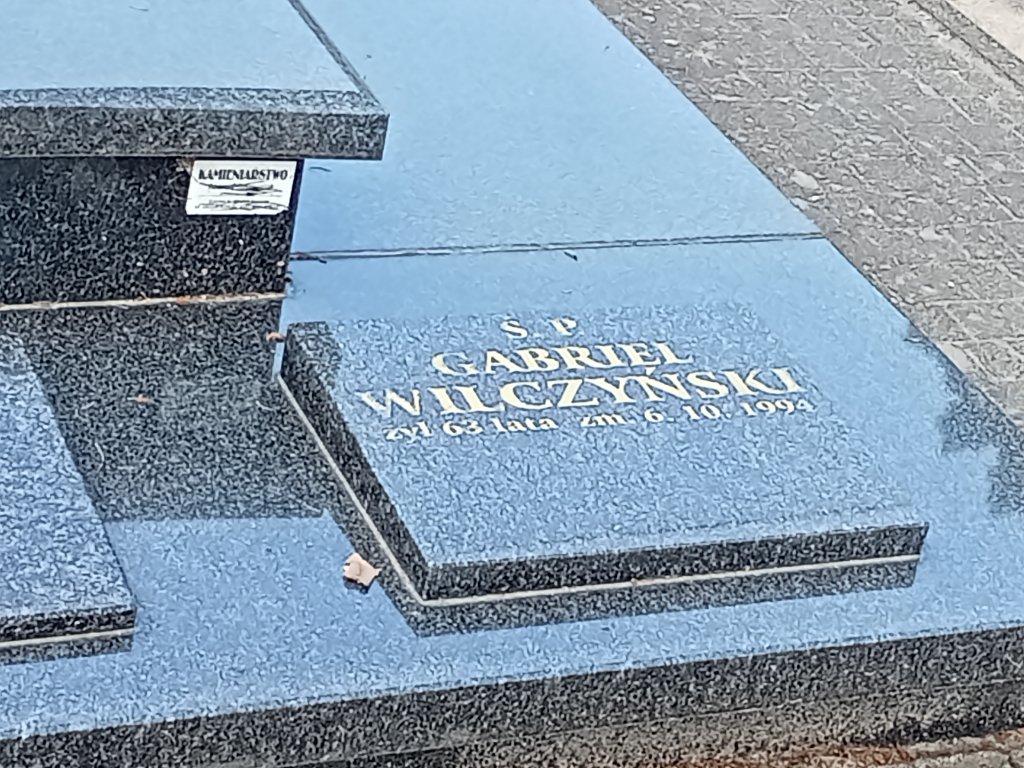 KAMIENIARSTWO
Ś. P
GABRIEL
WILCZYŃSKI
żył 63 lata zm. 6. 10. 1994